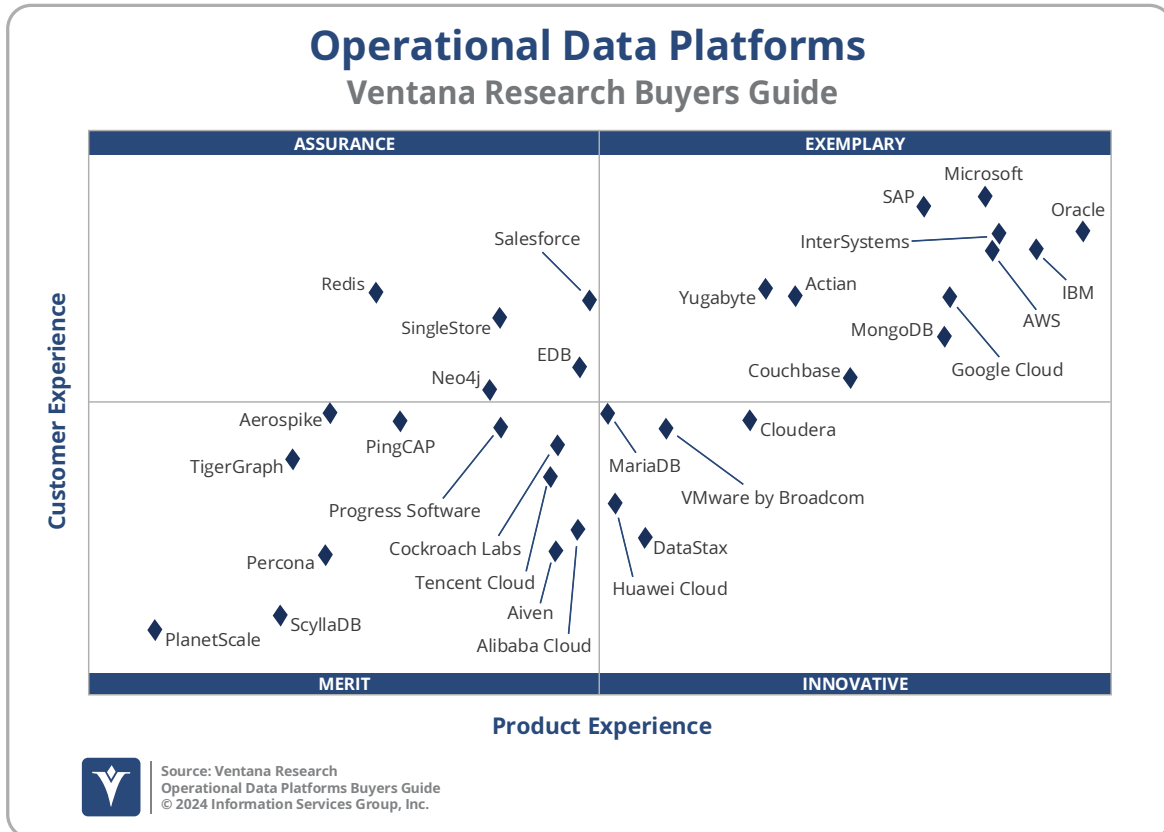 Operational Data Platforms
Ventana Research Buyers Guide
ASSURANCE
EXEMPLARY
Microsoft
SAP
Oracle
InterSystems
Salesforce
Redis
Yugabyte
Actian
IBM
AWS
SingleStore
MongoDB
EDB
Google Cloud
Couchbase
Neo4j
Aerospike
PingCAP
Cloudera
TigerGraph
MariaDB
VMware by Broadcom
Progress Software
Cockroach Labs
DataStax
Percona
Tencent Cloud
Huawei Cloud
Aiven
ScyllaDB
PlanetScale
Alibaba Cloud
MERIT
INNOVATIVE
Customer Experience
Product Experience
Source: Ventana Research
Operational Data Platforms Buyers Guide
© 2024 Information Services Group, Inc.